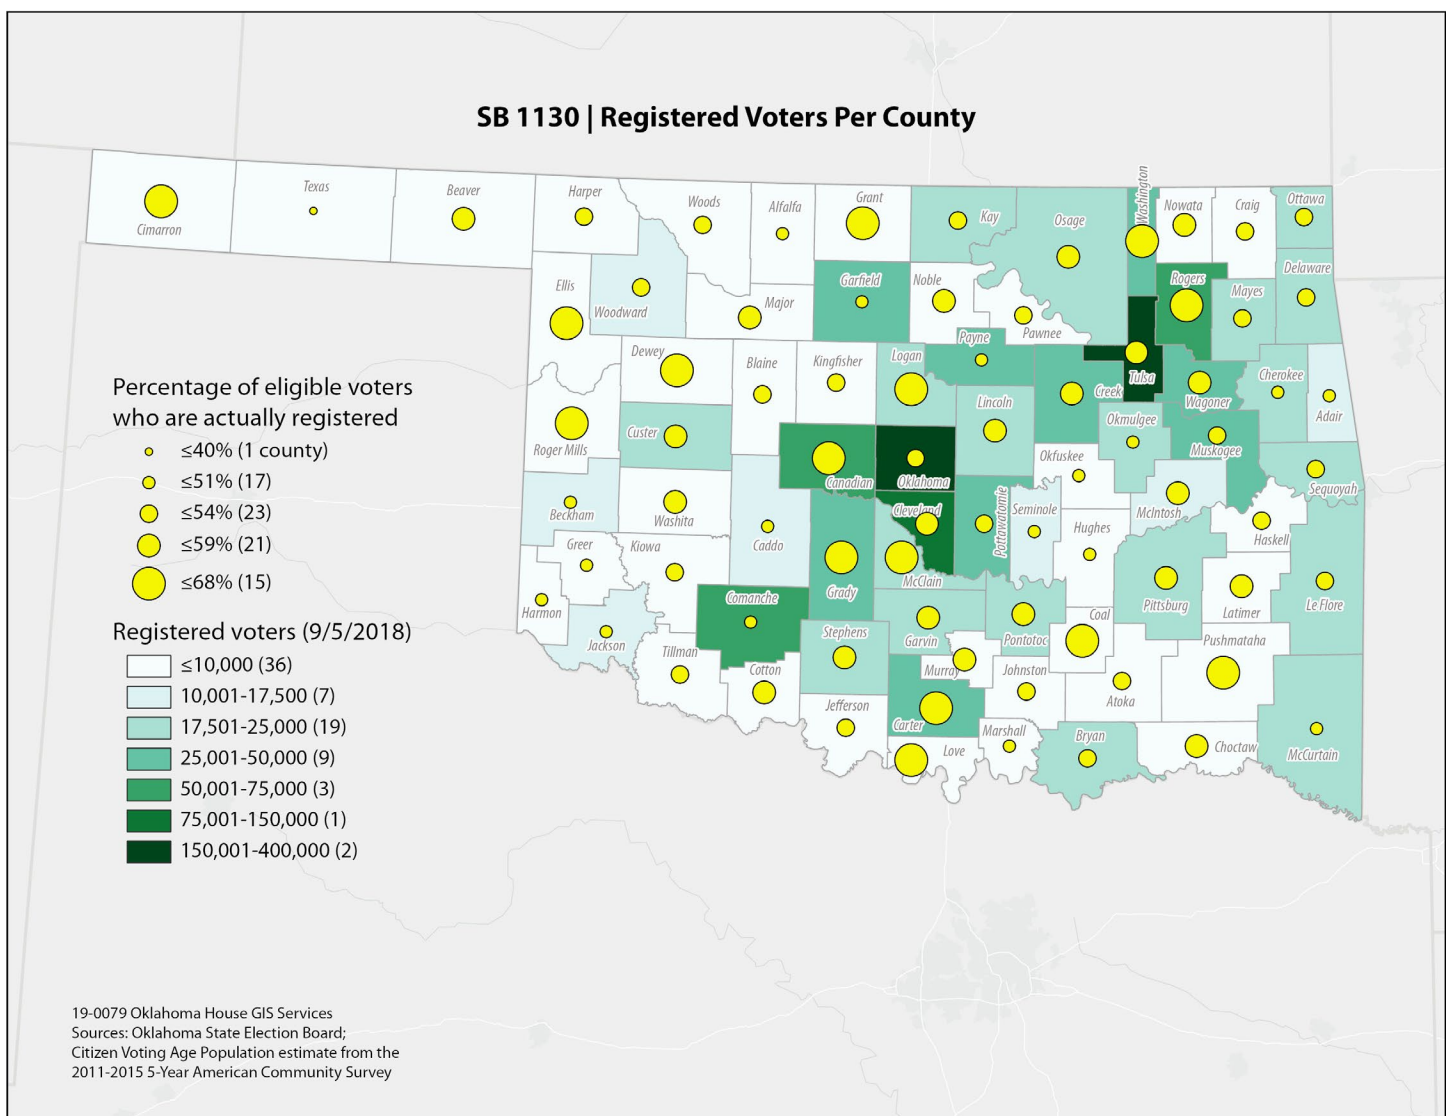 SB 1130 | Registered Voters Per County
Cimarron
Texas
Beaver
Harper
Woods
Alfalfa
Grant
Kay
Osage
Washington
Nowata
Craig
Ottawa
Ellis
Woodward
Major
Garfield
Noble
Pawnee
Rogers
Mayes
Delaware
Dewey
Blaine
Kingfisher
Logan
Payne
Creek
Tulsa
Wagoner
Cherokee
Adair
Roger Mills
Custer
Canadian
Oklahoma
Lincoln
Okfuskee
Okmulgee
Muskogee
Sequoyah
Beckham
Washita
Caddo
Grady
Cleveland
McClain
Pottawatomie
Seminole
Hughes
McIntosh
Haskell
Greer
Kiowa
Harmon
Jackson
Comanche
Tillman
Cotton
Stephens
Garvin
Pontotoc
Coal
Pittsburg
Latimer
Le Flore
Jefferson
Murray
Carter
Johnston
Atoka
Pushmataha
Love
Marshall
Bryan
Choctaw
McCurtain
Percentage of eligible voters
who are actually registered
≤40% (1 county)
≤51% (17)
≤54% (23)
≤59% (21)
≤68% (15)
Registered voters (9/5/2018)
≤10,000 (36)
10,001-17,500 (7)
17,501-25,000 (19)
25,001-50,000 (9)
50,001-75,000 (3)
75,001-150,000 (1)
150,001-400,000 (2)
19-0079 Oklahoma House GIS Services
Sources: Oklahoma State Election Board;
Citizen Voting Age Population estimate from the
2011-2015 5-Year American Community Survey